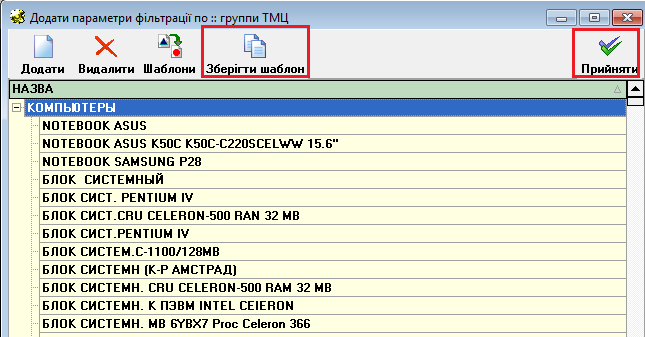 Додати параметри фільтрації по :: группи ТМЦ
Додати Видалити Шаблони Зберігти шаблон Прийняти
НАЗВА
КОМПЬЮТЕРЫ
NOTEBOOK ASUS
NOTEBOOK ASUS K50C K50C-C220SCELWW 15.6"
NOTEBOOK SAMSUNG P28
БЛОК СИСТЕМНЫЙ
БЛОК СИСТ. PENTIUM IV
БЛОК СИСТ.CRU CELERON-500 RAN 32 MB
БЛОК СИСТ.PENTIUM IV
БЛОК СИСТЕМ.С-1100/128МВ
БЛОК СИСТЕМН (К-Р АМСТРАД)
БЛОК СИСТЕМН. CRU CELERON-500 RAM 32 MB
БЛОК СИСТЕМН. К ПЭВМ INTEL CEIERON
БЛОК СИСТЕМН. МВ 6YBX7 Proc Celeron 366